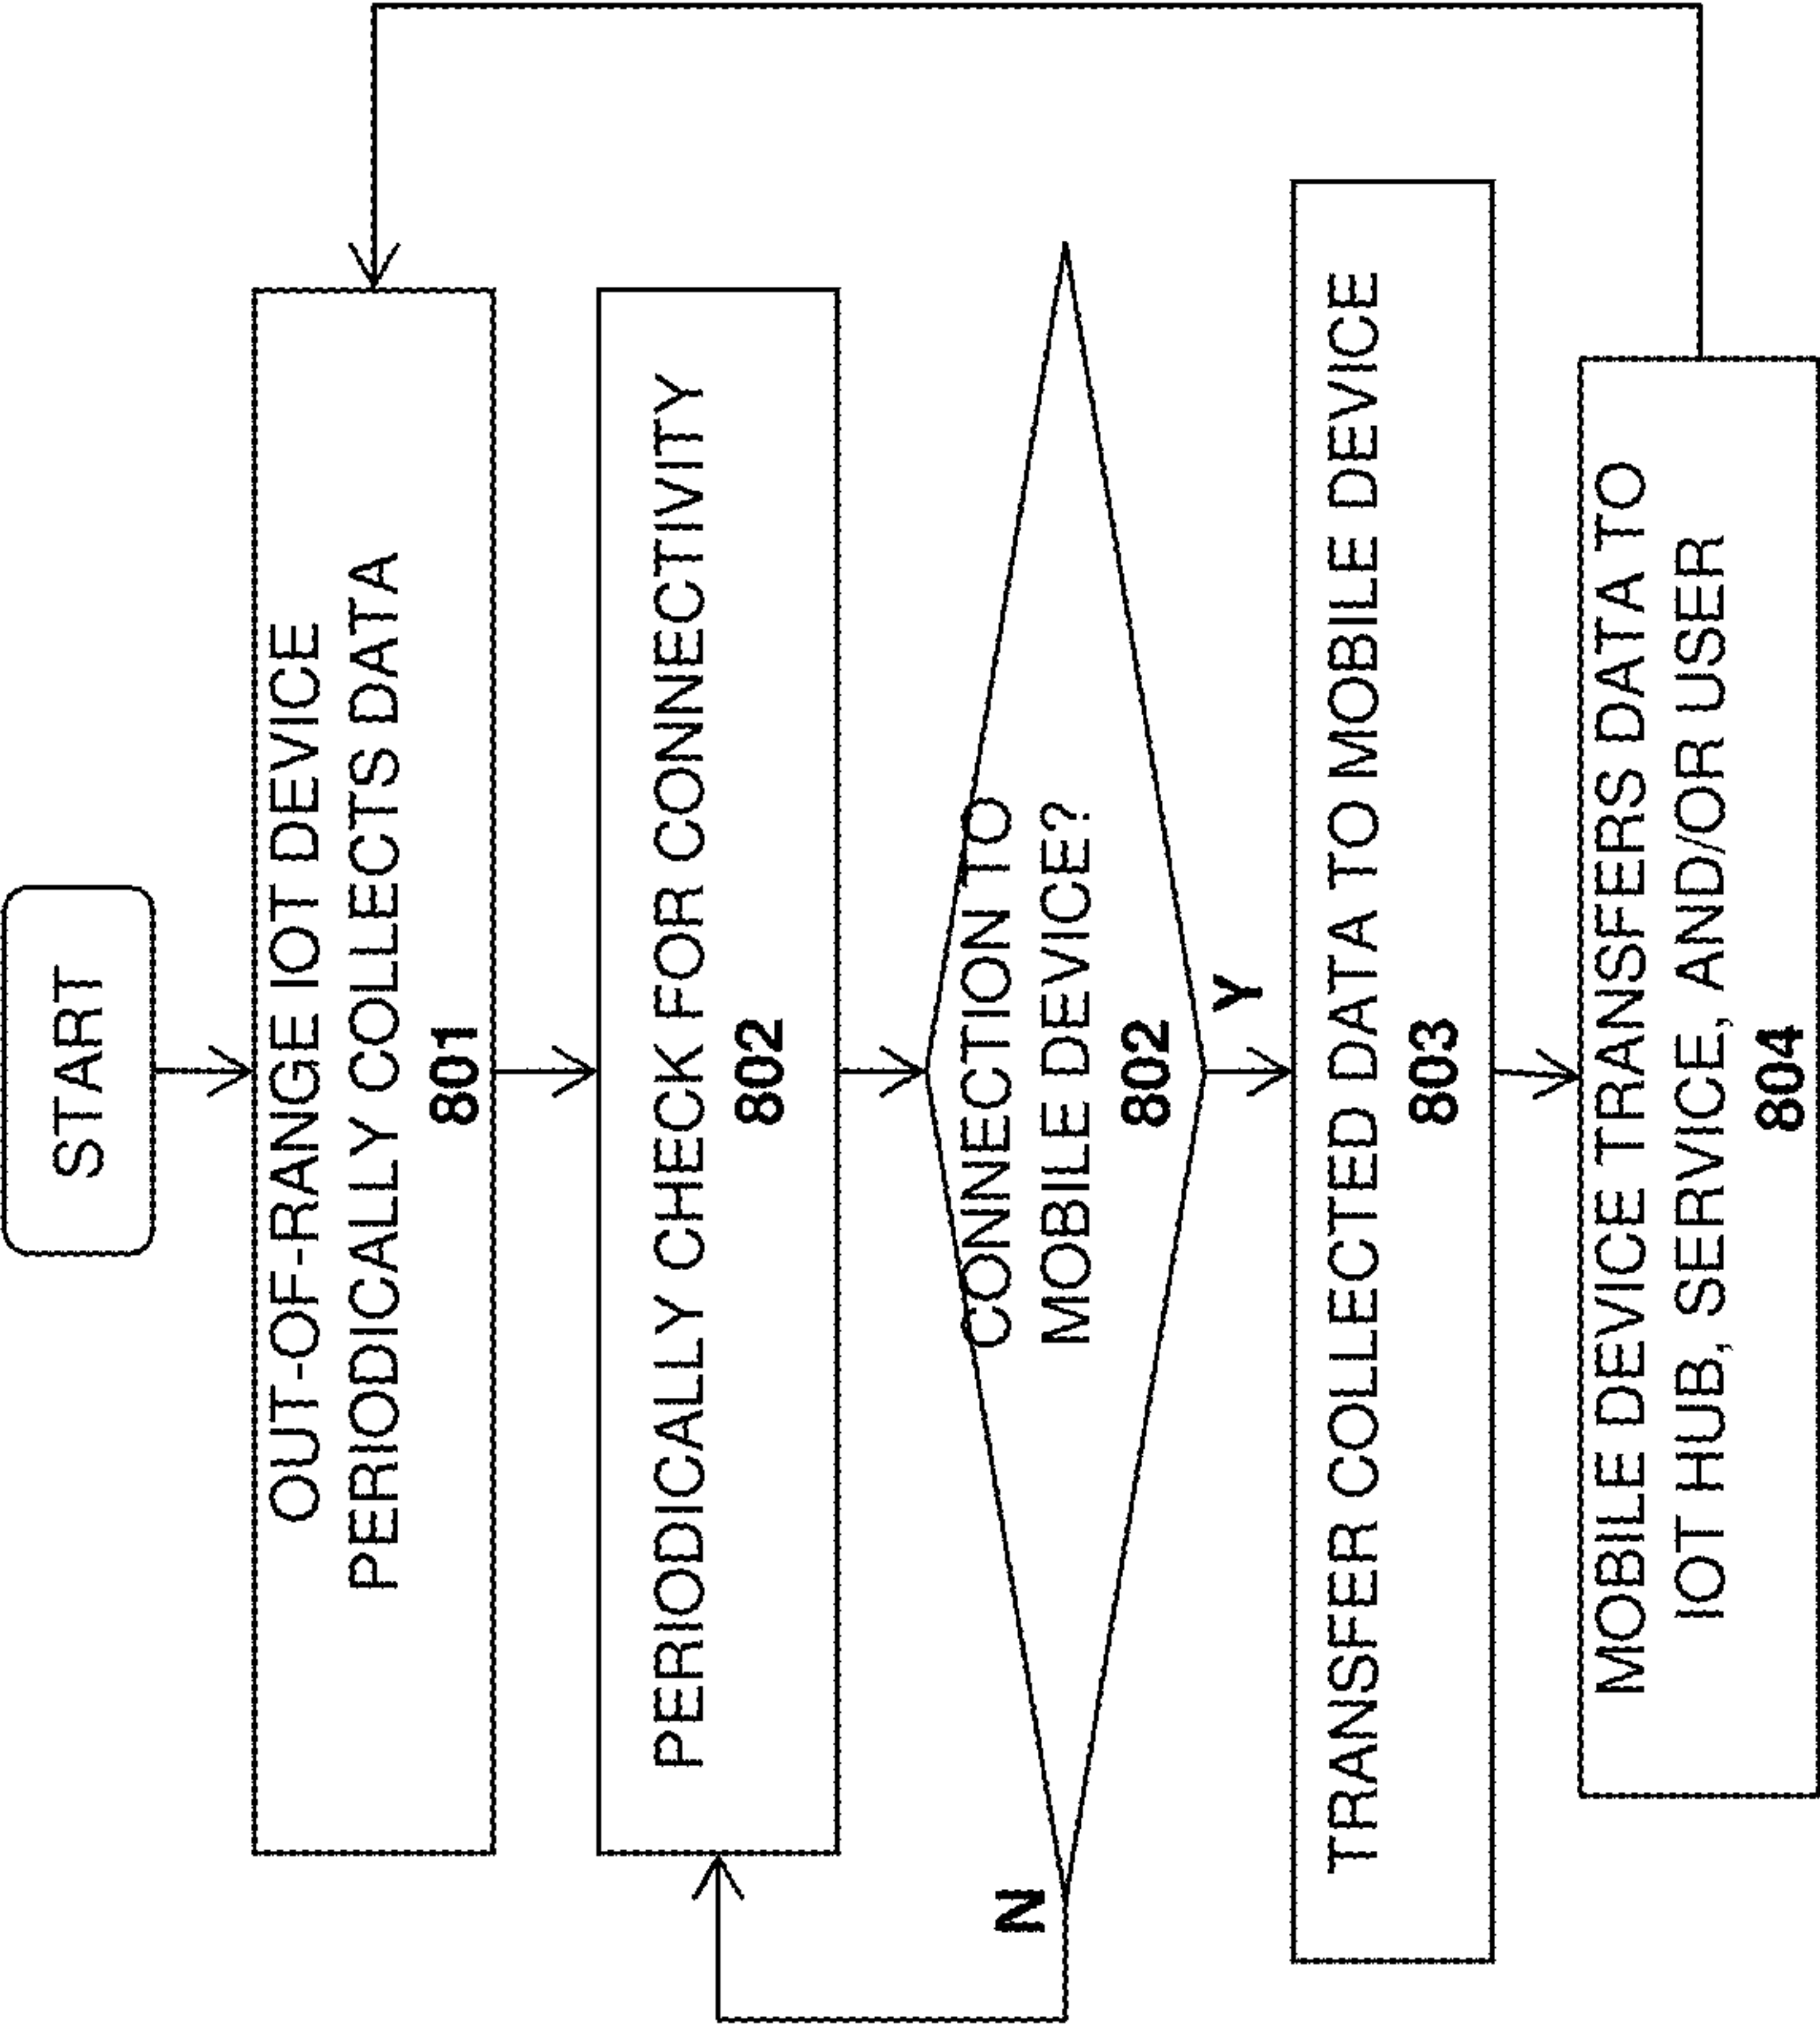 START
OUT-OF-RANGE IOT DEVICE
PERIODICALLY COLLECTS DATA
801
PERIODICALLY CHECK FOR CONNECTIVITY
802
CONNECTION TO
MOBILE DEVICE?
802
N
Y
TRANSFER COLLECTED DATA TO MOBILE DEVICE
803
MOBILE DEVICE TRANSFERS DATA TO
IOT HUB, SERVICE, AND/OR USER
804